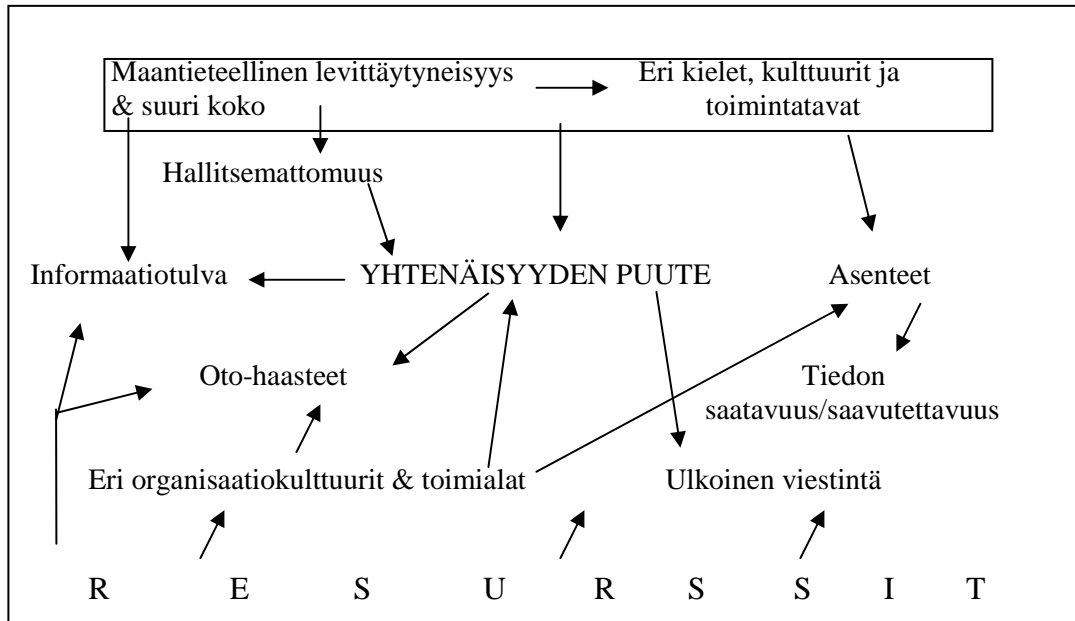 Maantieteellinen levittäytyneisyys
& suuri koko
Eri kielet, kulttuurit ja
toimintatavat
Hallitsemattomuus
Informaatiotulva
YHTENÄISYYDEN PUUTE
Asenteet
Oto-haasteet
Tiedon
saatavuus/saavutettavuus
Eri organisaatiokulttuurit & toimialat
Ulkoinen viestintä
R E S U R S S I T